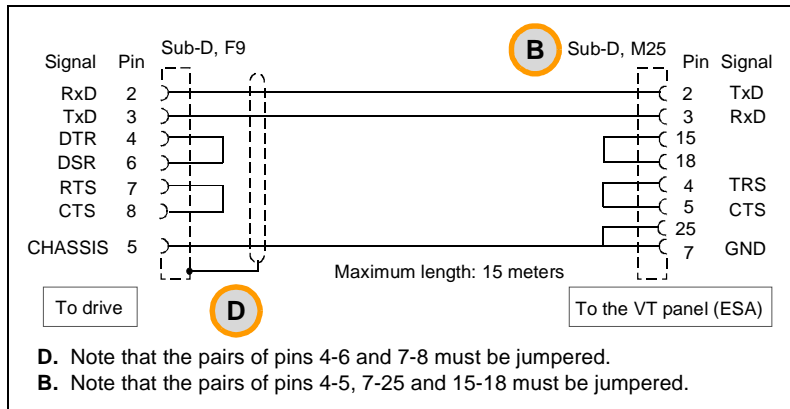 Sub-D, F9 B Sub-D, M25
Signal Pin Pin Signal
RxD 2 2 TxD
TxD 3 3 RxD
DTR 4 15
DSR 6 18
RTS 7 4 TRS
CTS 8 5 CTS
25
CHASSIS 5 7 GND
Maximum length: 15 meters
To drive D To the VT panel (ESA)
D. Note that the pairs of pins 4-6 and 7-8 must be jumpered.
B. Note that the pairs of pins 4-5, 7-25 and 15-18 must be jumpered.